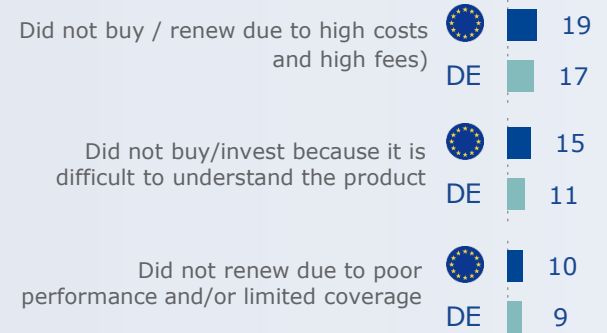 Did not buy / renew due to high costs
and high fees)
19
DE 17
Did not buy/invest because it is
difficult to understand the product
15
DE 11
Did not renew due to poor
performance and/or limited coverage
10
DE 9